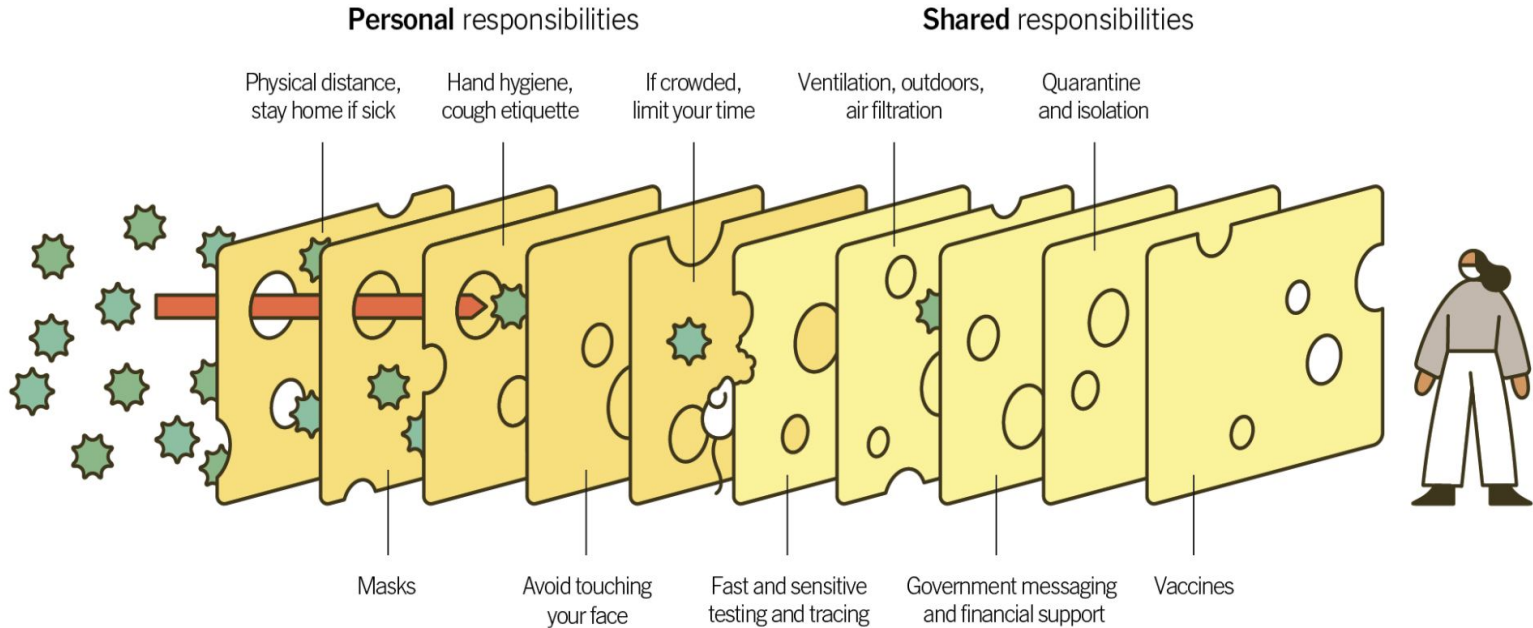 Personal responsibilities
Shared responsibilities
Physical distance,
stay home if sick
Hand hygiene,
cough etiquette
If crowded,
limit your time
Ventilation, outdoors,
air filtration
Quarantine
and isolation
Masks
Avoid touching
your face
Fast and sensitive
testing and tracing
Government messaging
and financial support
Vaccines